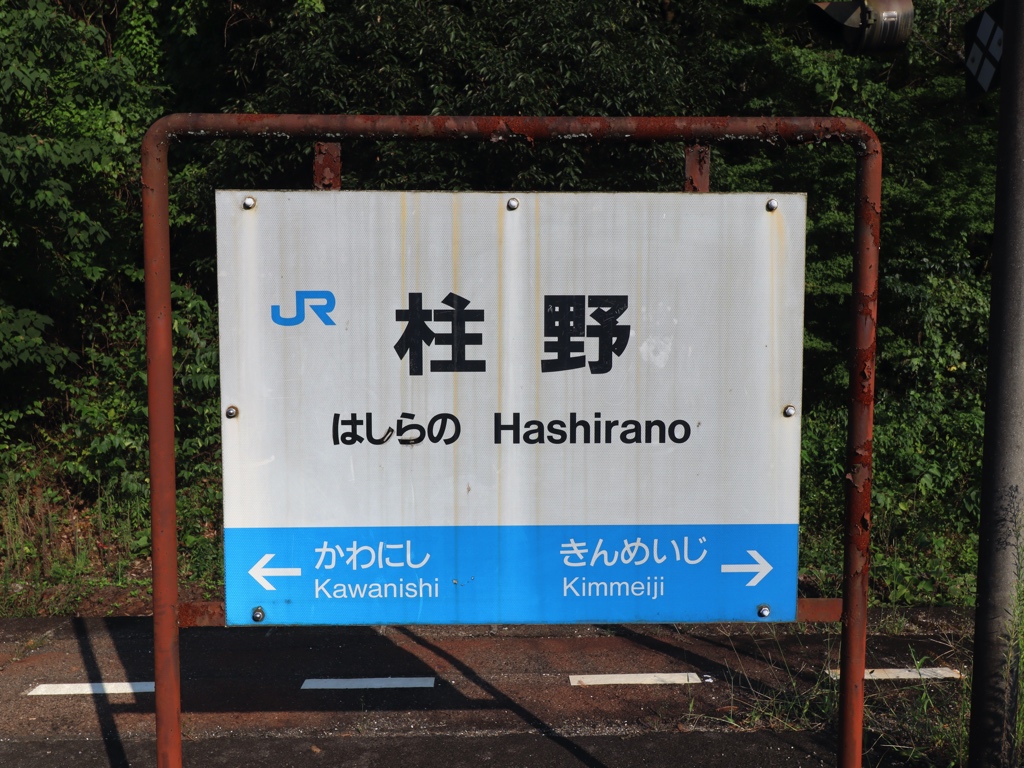 JR 柱野
はしらの Hashirano
← かわにし きんめいじ →
Kawanishi Kimmeiji